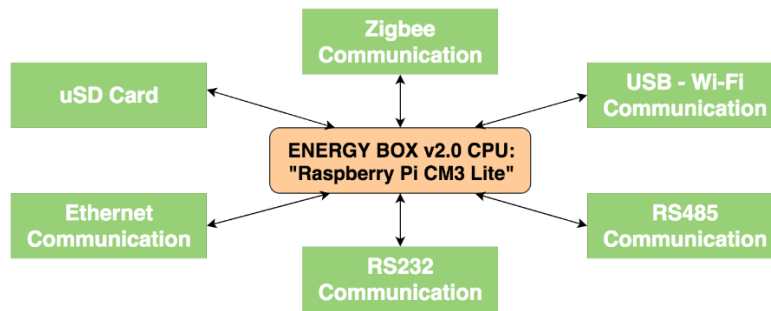 Zigbee
Communication
uSD Card
USB - Wi-Fi
Communication
ENERGY BOX v2.0 CPU:
"Raspberry Pi CM3 Lite"
Ethernet
Communication
RS485
Communication
RS232
Communication